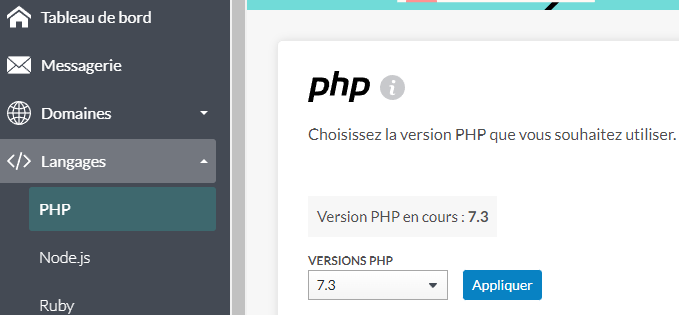 Tableau de bord
Messagerie
Domaines
Langages
PHP
Node.js
Ruby
php
Choisissez la version PHP que vous souhaitez utiliser.
Version PHP en cours : 7.3
VERSIONS PHP
7.3
Appliquer